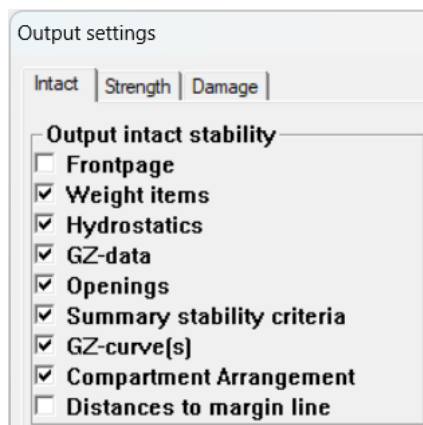 Output settings
Intact Strength Damage
Output intact stability
Frontpage
Weight items
Hydrostatics
GZ-data
Openings
Summary stability criteria
GZ-curve(s)
Compartment Arrangement
Distances to margin line